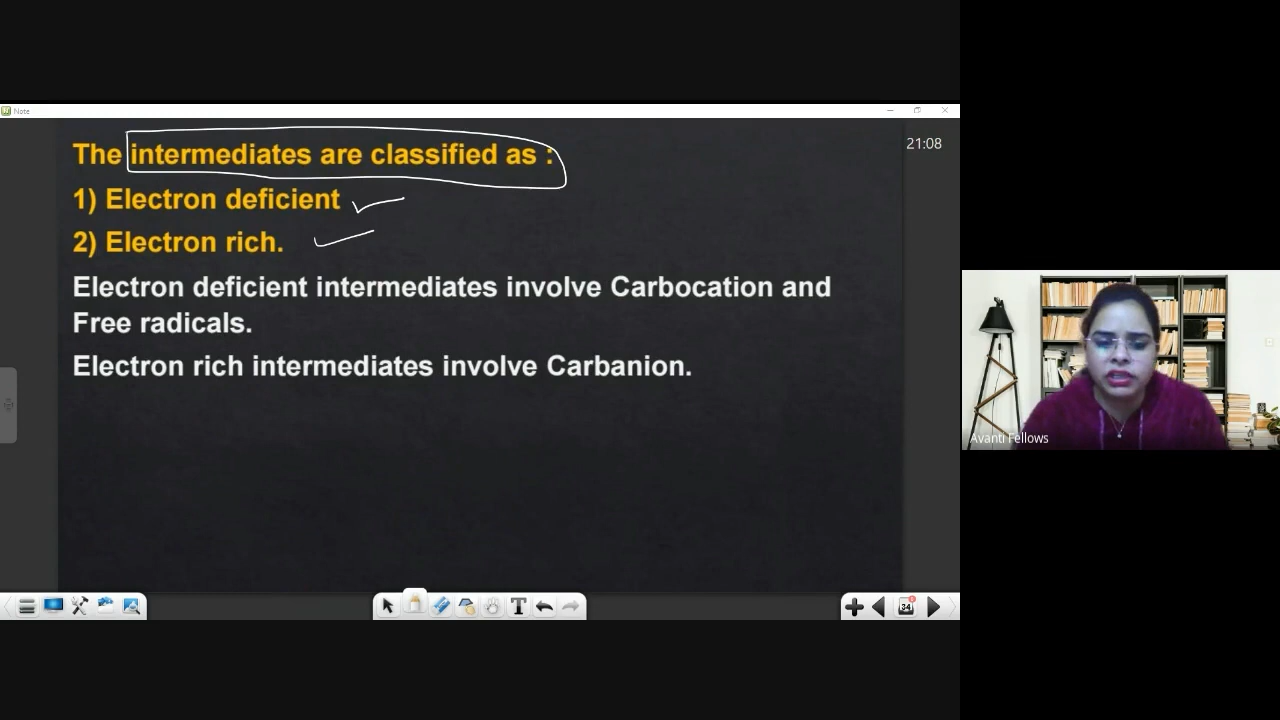 Note
The intermediates are classified as :
21:08
1) Electron deficient
2) Electron rich.
Electron deficient intermediates involve Carbocation and
Free radicals.
Electron rich intermediates involve Carbanion.
Avanti Fellows
T
34